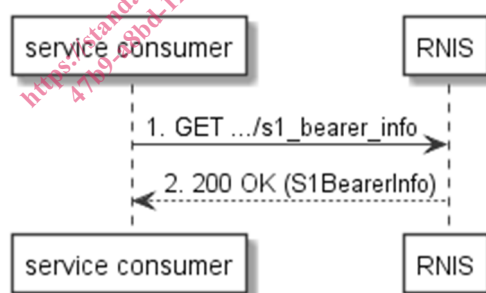 service consumer
RNIS
1. GET .../s1_bearer_info
2. 200 OK (S1BearerInfo)
service consumer
RNIS